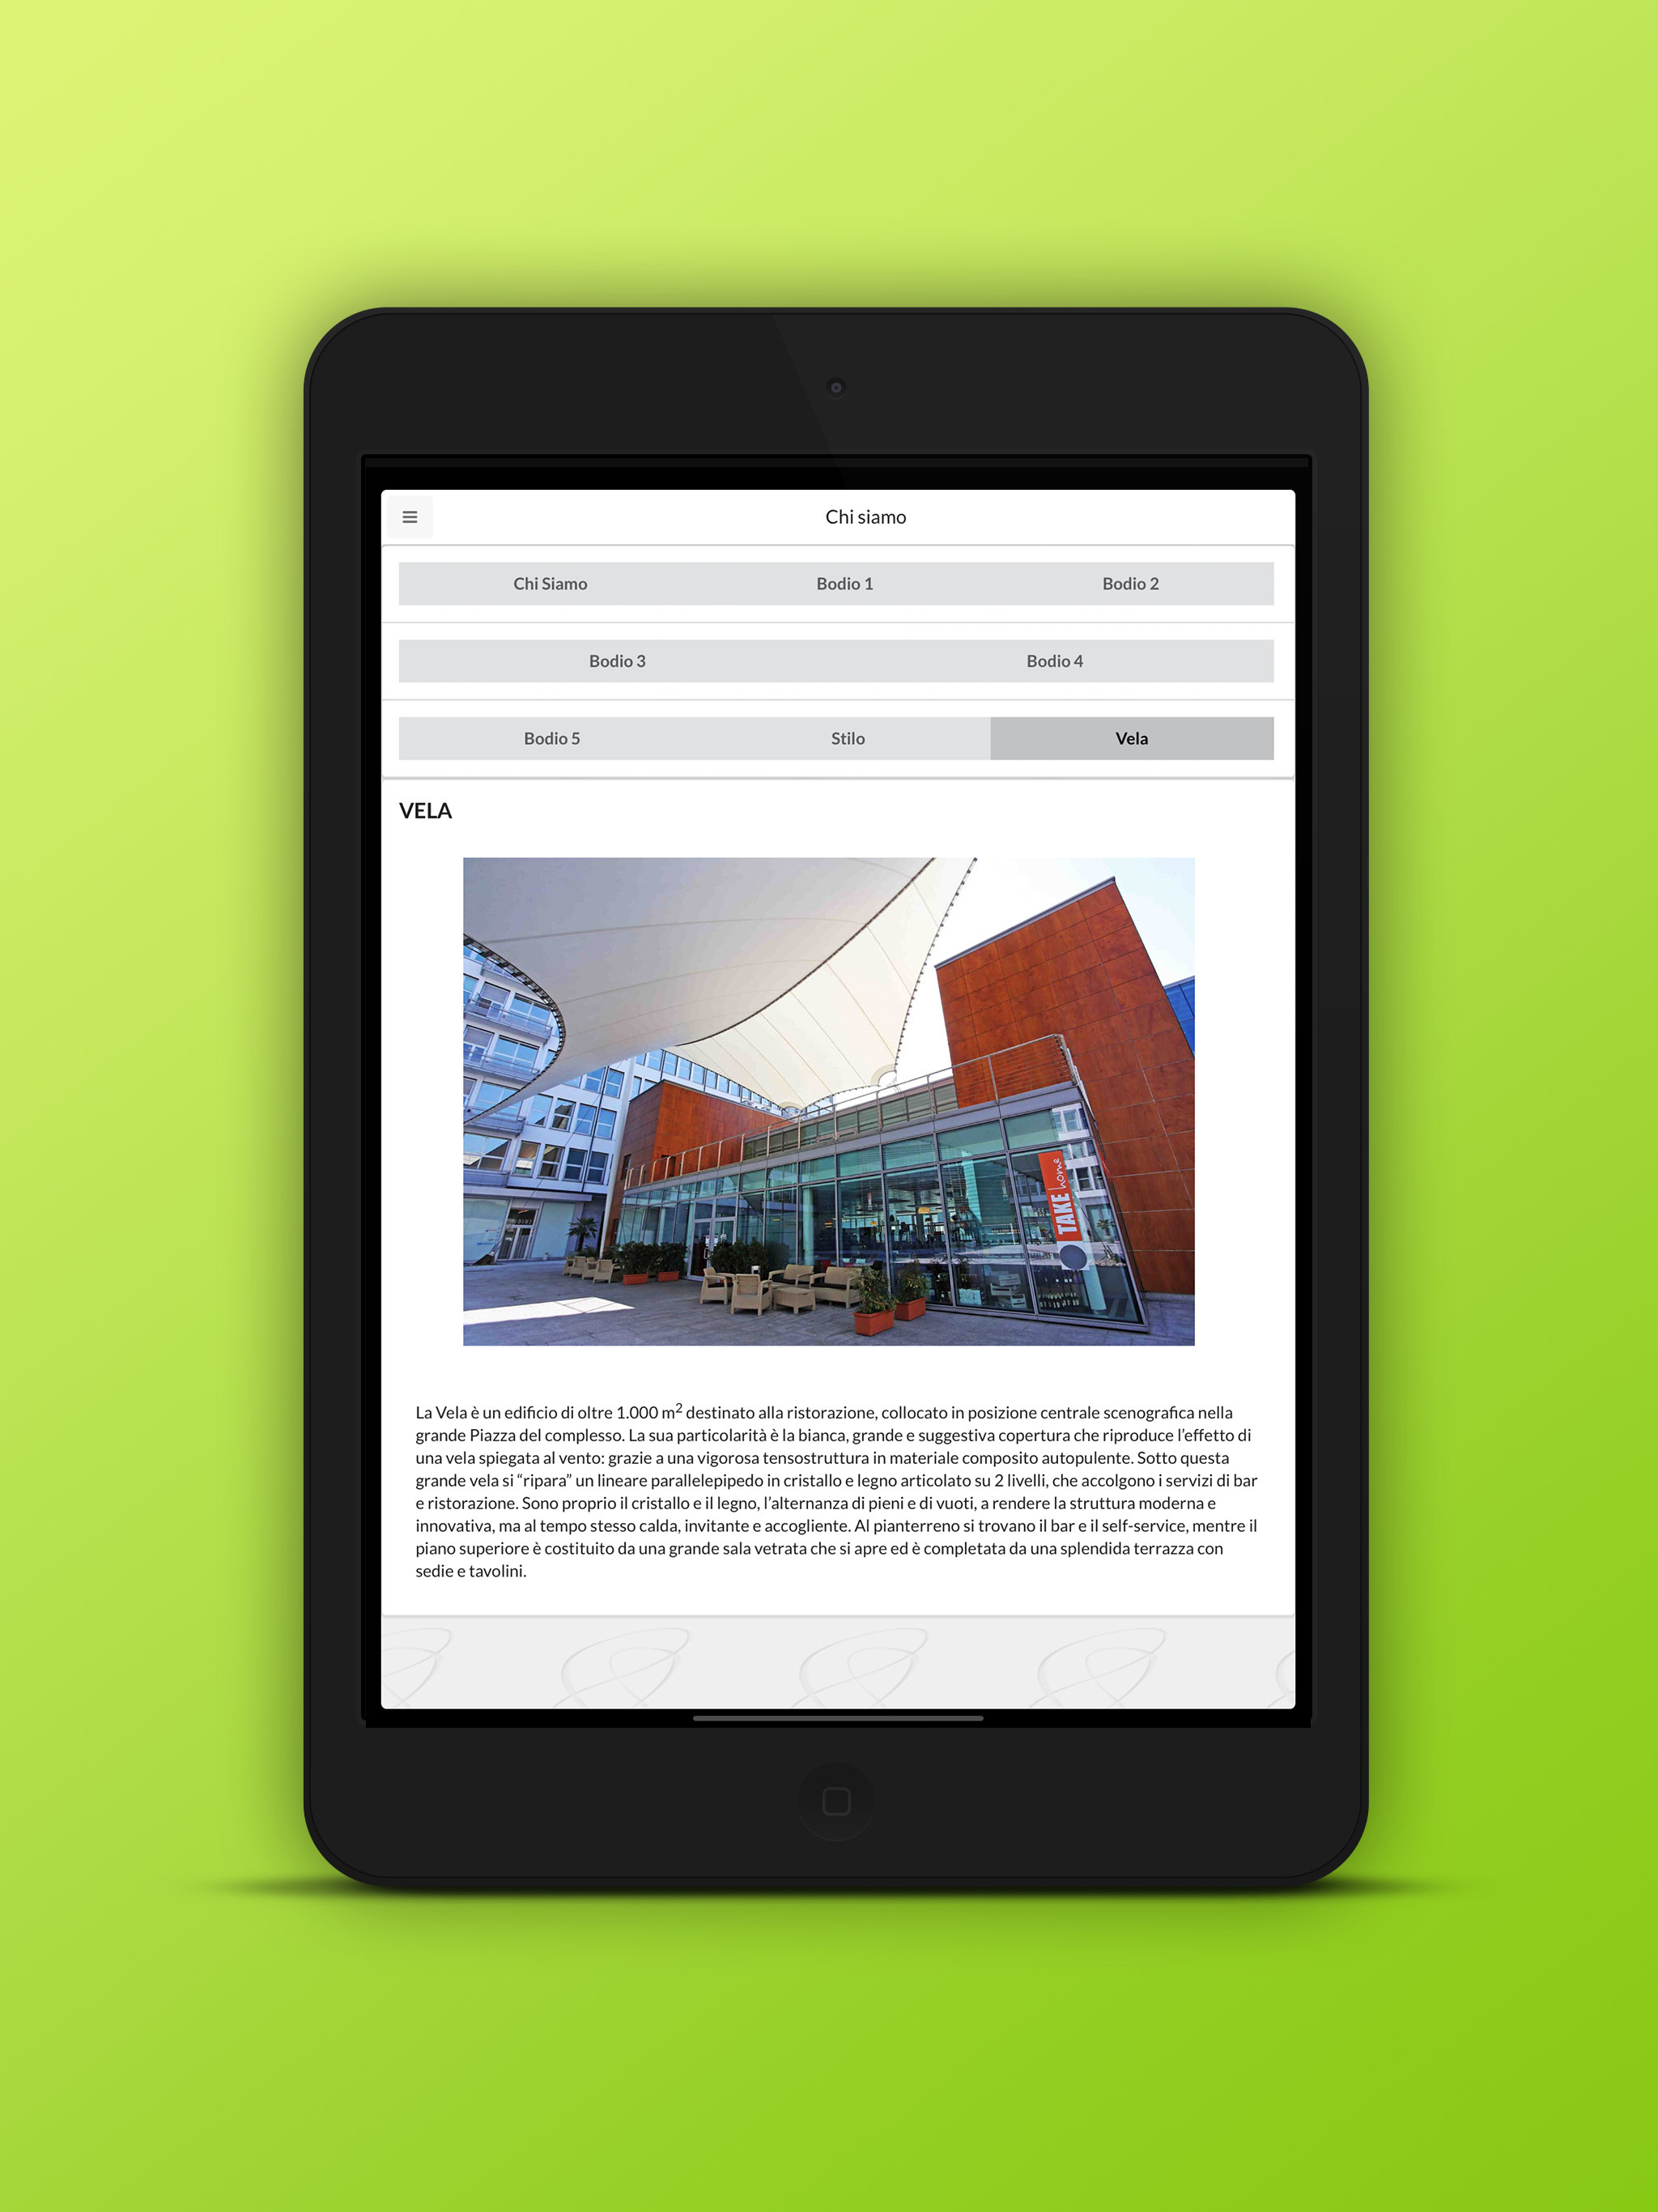 Chi siamo
Chi Siamo Bodio 1 Bodio 2
Bodio 3 Bodio 4
Bodio 5 Stilo Vela
VELA
TAKE home
La Vela è un edificio di oltre 1.000 m² destinato alla ristorazione, collocato in posizione centrale scenografica nella
grande Piazza del complesso. La sua particolarità è la bianca, grande e suggestiva copertura che riproduce l’effetto di
una vela spiegata al vento: grazie a una vigorosa tensostruttura in materiale composito autopulente. Sotto questa
grande vela si “ripara” un lineare parallelepipedo in cristallo e legno articolato su 2 livelli, che accolgono i servizi di bar
e ristorazione. Sono proprio il cristallo e il legno, l’alternanza di pieni e di vuoti, a rendere la struttura moderna e
innovativa, ma al tempo stesso calda, invitante e accogliente. Al pianterreno si trovano il bar e il self-service, mentre il
piano superiore è costituito da una grande sala vetrata che si apre ed è completata da una splendida terrazza con
sedie e tavolini.